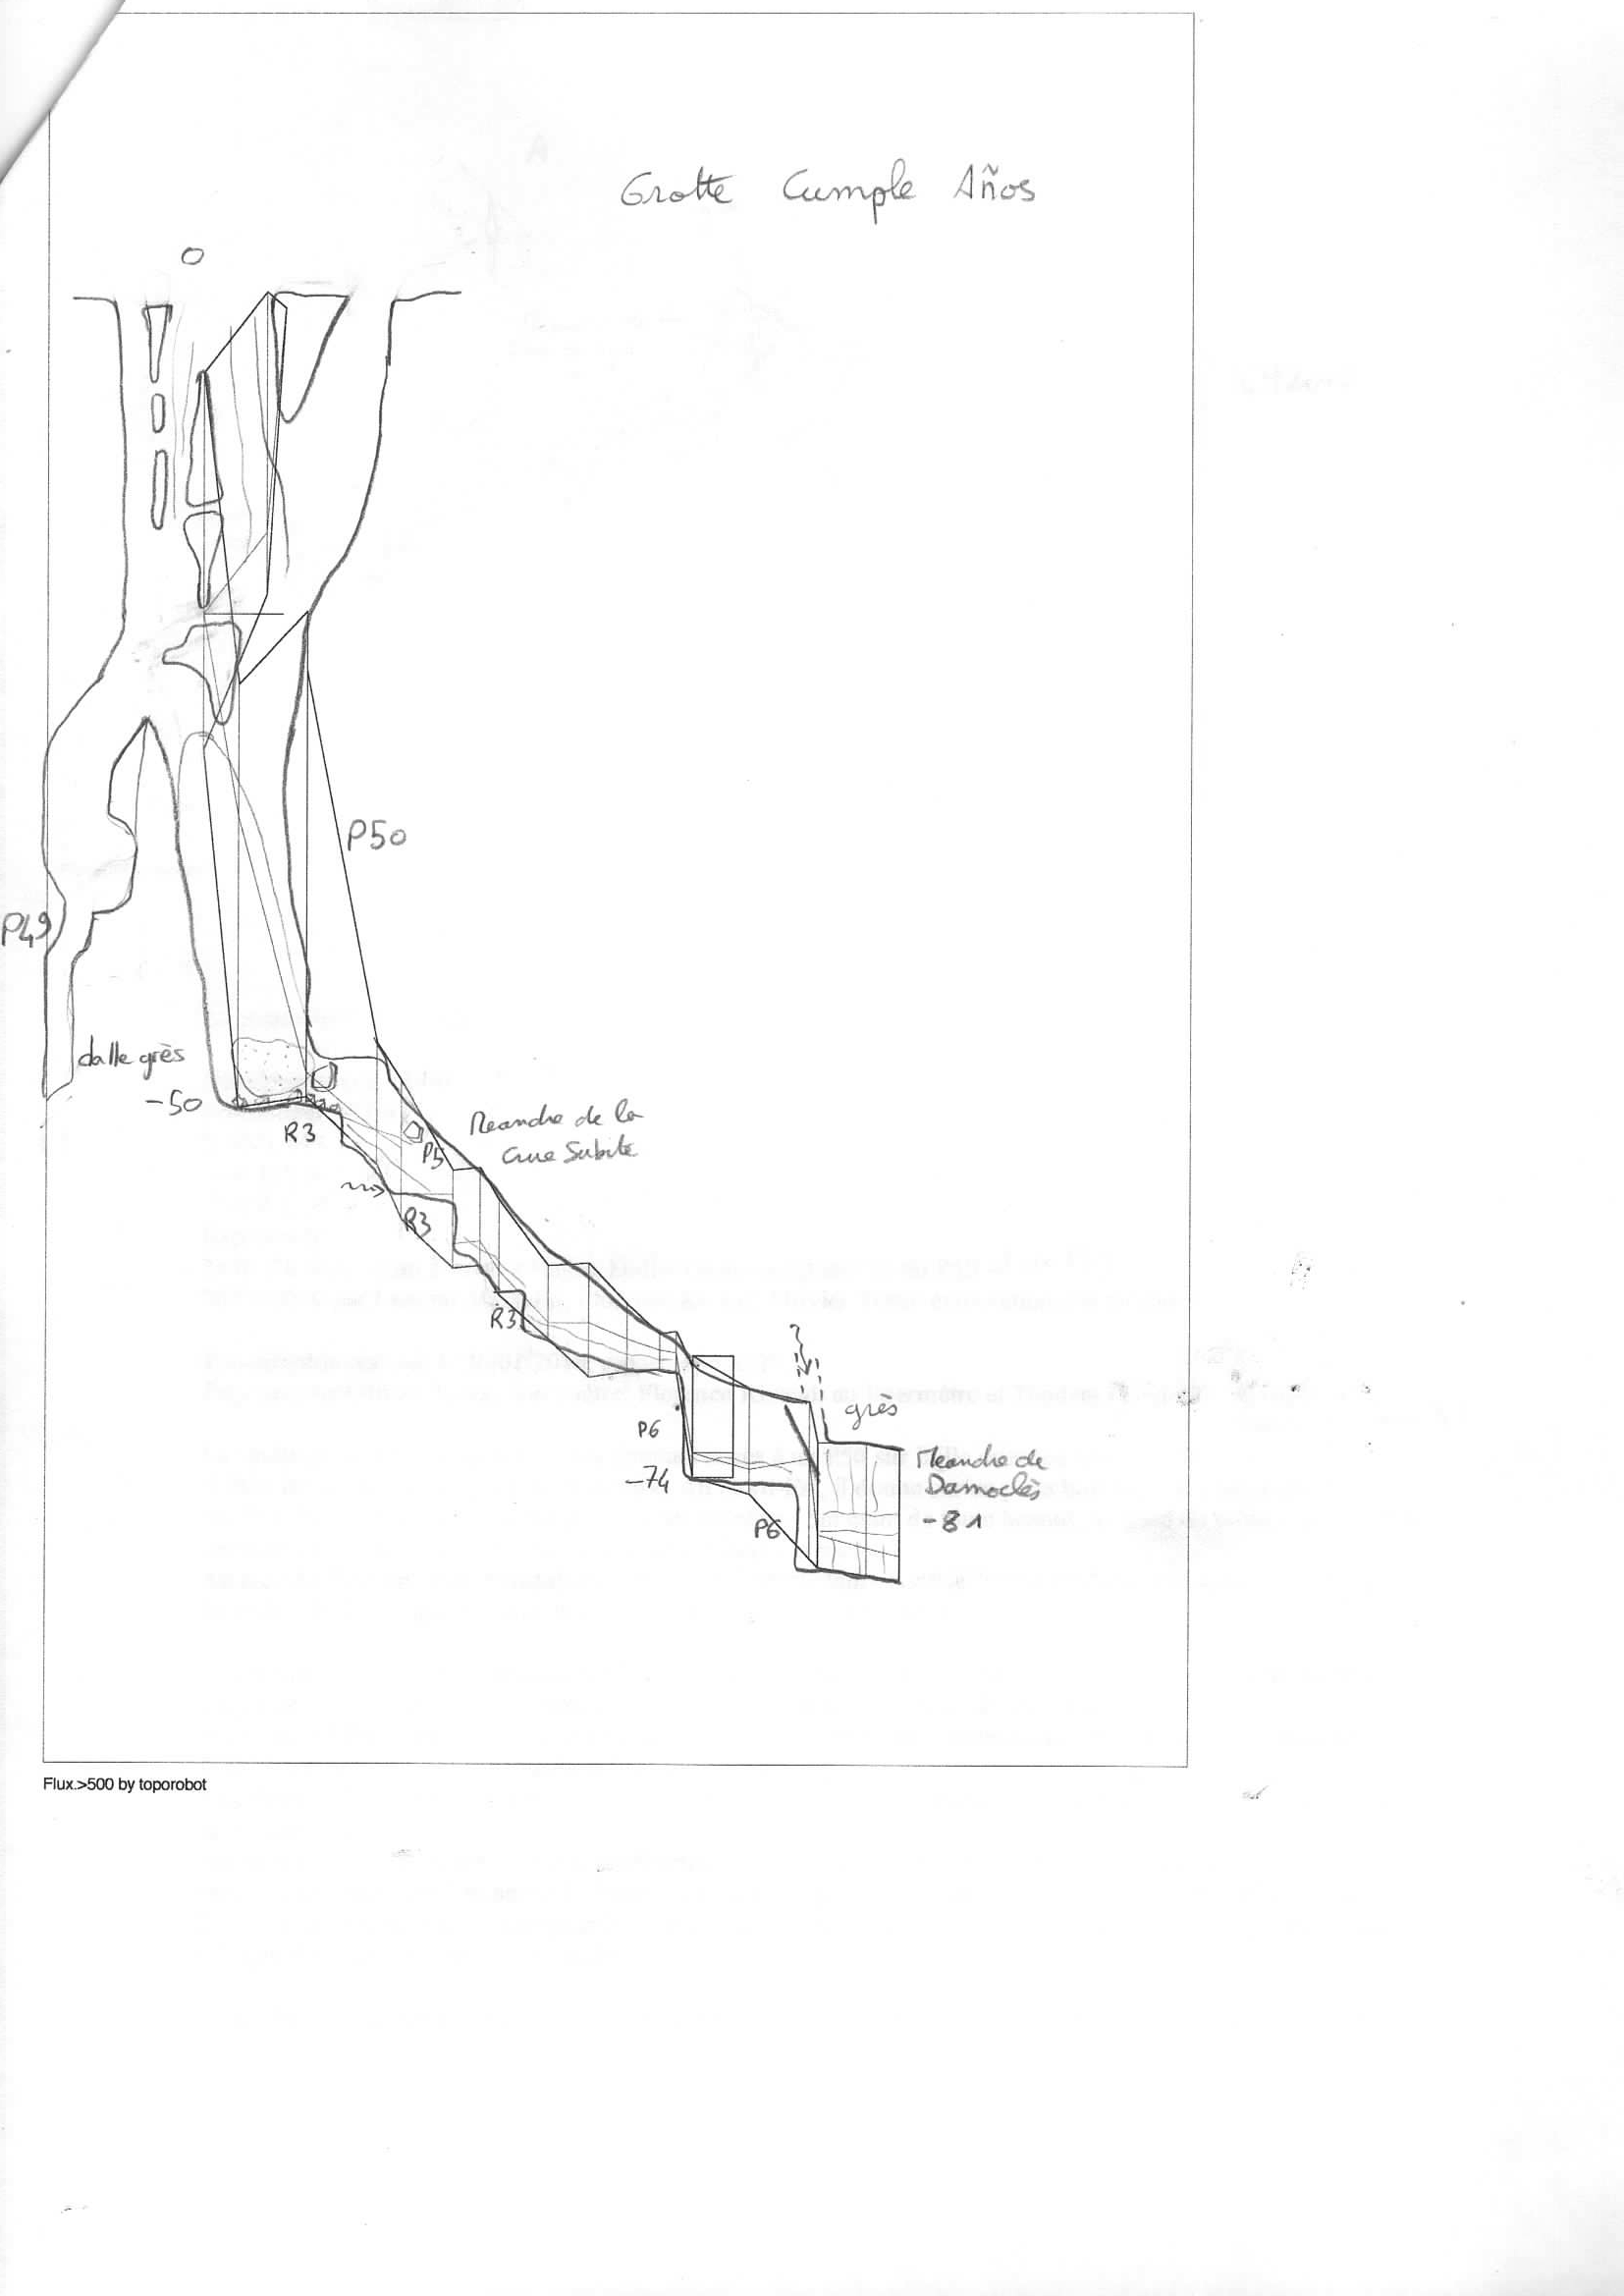 Grotte Cumple Años
O
P50
P49
dalle grès
-50
R3
Meandre de la
Crue Subite
P5
R3
R3
P6
-74
P6
?
grès
Meandre de
Damoclès
-81
Flux.>500 by toporobot